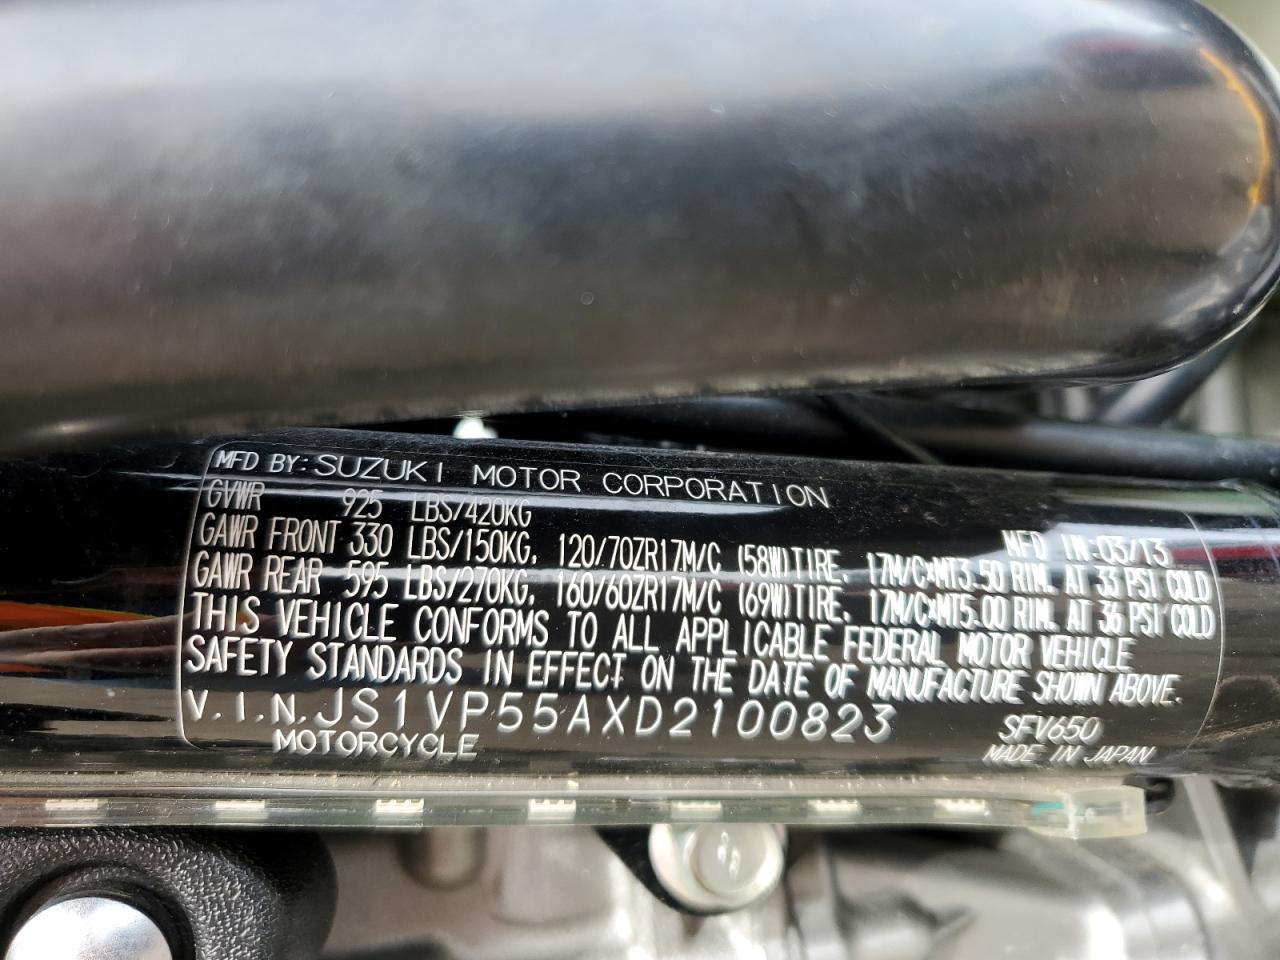 MFD BY: SUZUKI MOTOR CORPORATION
GVWR 925 LBS/420KG
MFD IN:03/13
GAWR FRONT 330 LBS/150KG, 120/70ZR17M/C (58W)TIRE, 17M/C×MT3.50 RIM, AT 33 PSI COLD
GAWR REAR 595 LBS/270KG, 160/60ZR17M/C (69W)TIRE, 17M/C×MT5.00 RIM, AT 36 PSI COLD
THIS VEHICLE CONFORMS TO ALL APPLICABLE FEDERAL MOTOR VEHICLE
SAFETY STANDARDS IN EFFECT ON THE DATE OF MANUFACTURE SHOWN ABOVE.
V.I.N. JS1VP55AXD2100823
SFV650
MOTORCYCLE
MADE IN JAPAN